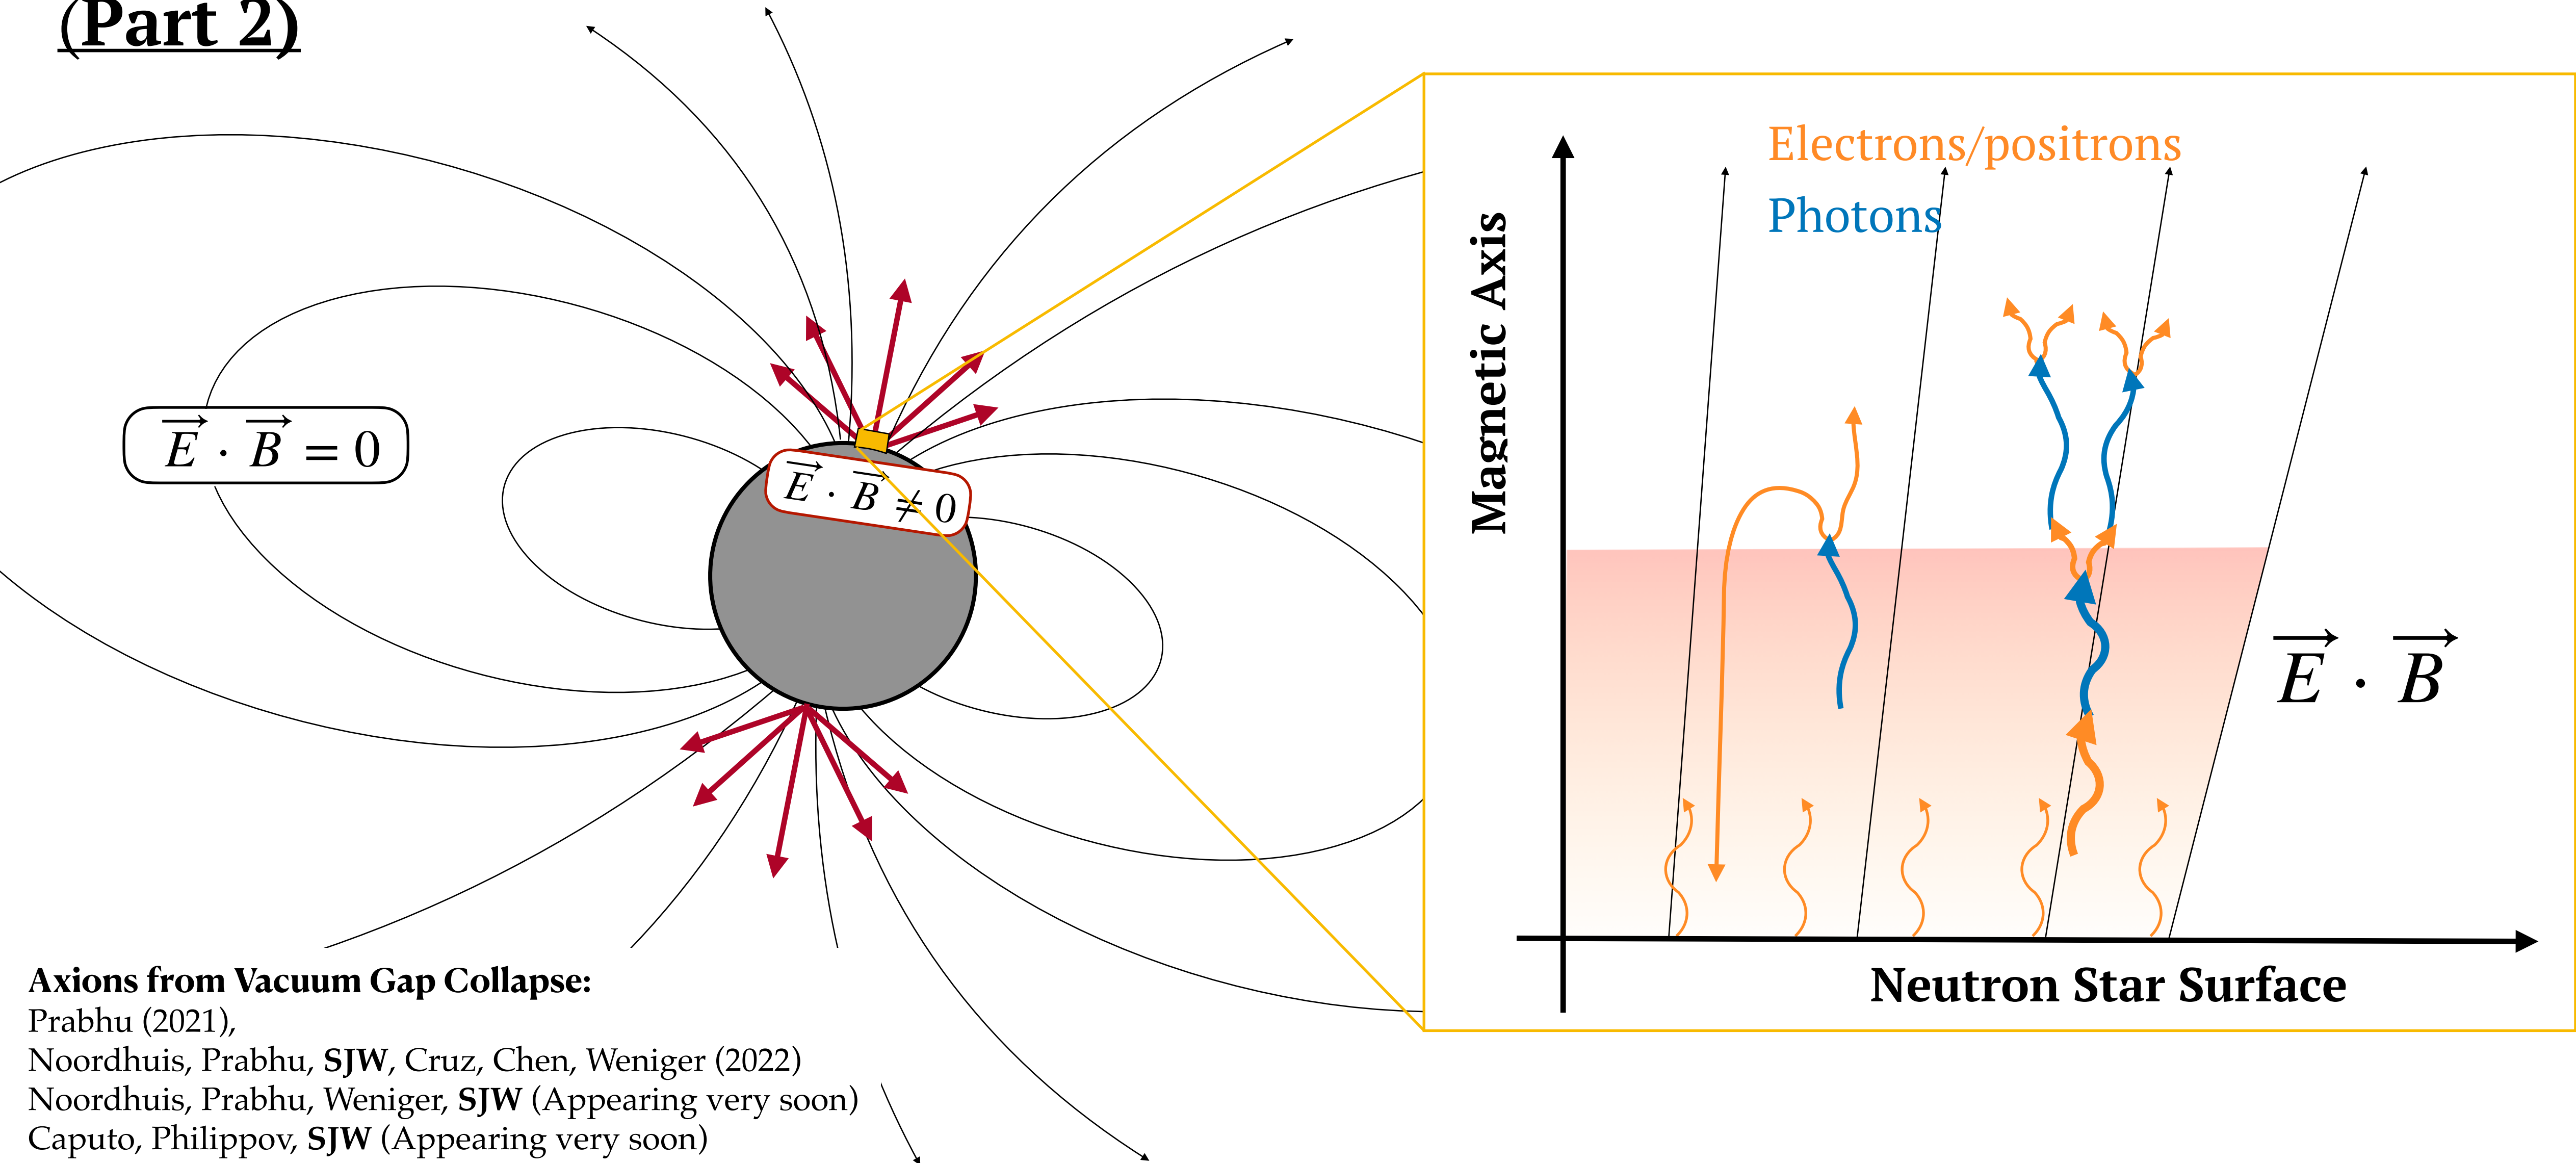 (Part 2)
Electrons/positrons
Photons
Magnetic Axis
E · B = 0
E · B ≠ 0
E · B
Neutron Star Surface
Axions from Vacuum Gap Collapse:
Prabhu (2021),
Noordhuis, Prabhu, SJW, Cruz, Chen, Weniger (2022)
Noordhuis, Prabhu, Weniger, SJW (Appearing very soon)
Caputo, Philippov, SJW (Appearing very soon)